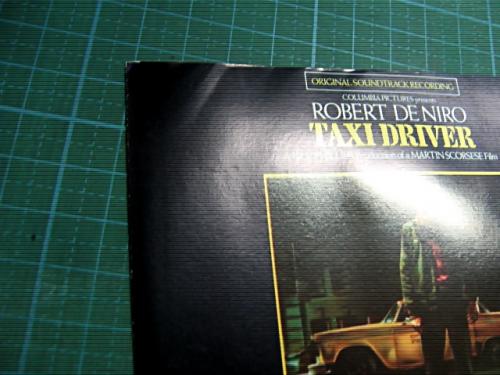 ORIGINAL SOUNDTRACK RECORDING
COLUMBIA PICTURES presents
ROBERT DE NIRO
TAXI DRIVER
Production of a MARTIN SCORSESE Film